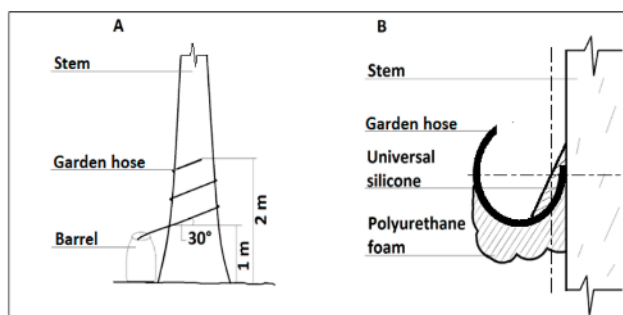 A
Stem
Garden hose
Barrel
30°
1 m
2 m
B
Stem
Garden hose
Universal
silicone
Polyurethane
foam